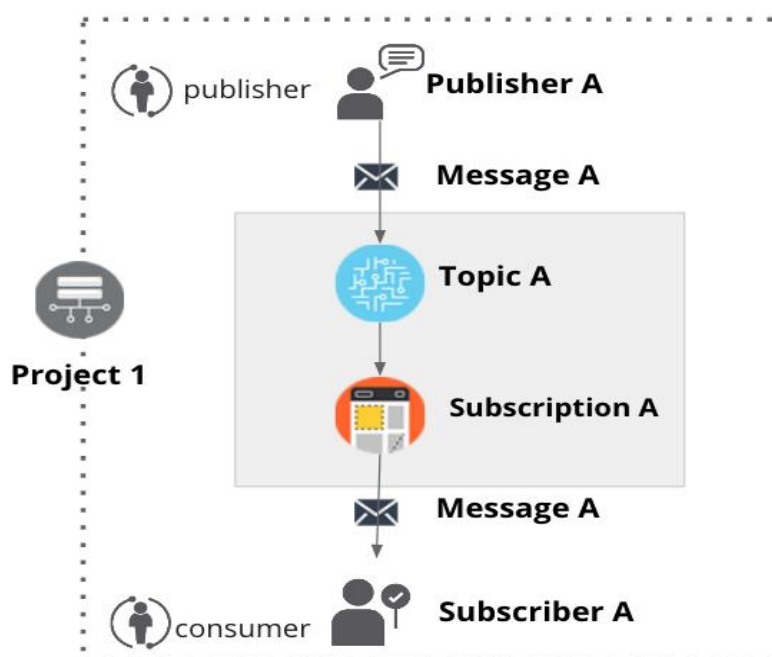 publisher
Publisher A
Message A
Topic A
Project 1
Subscription A
Message A
consumer
Subscriber A